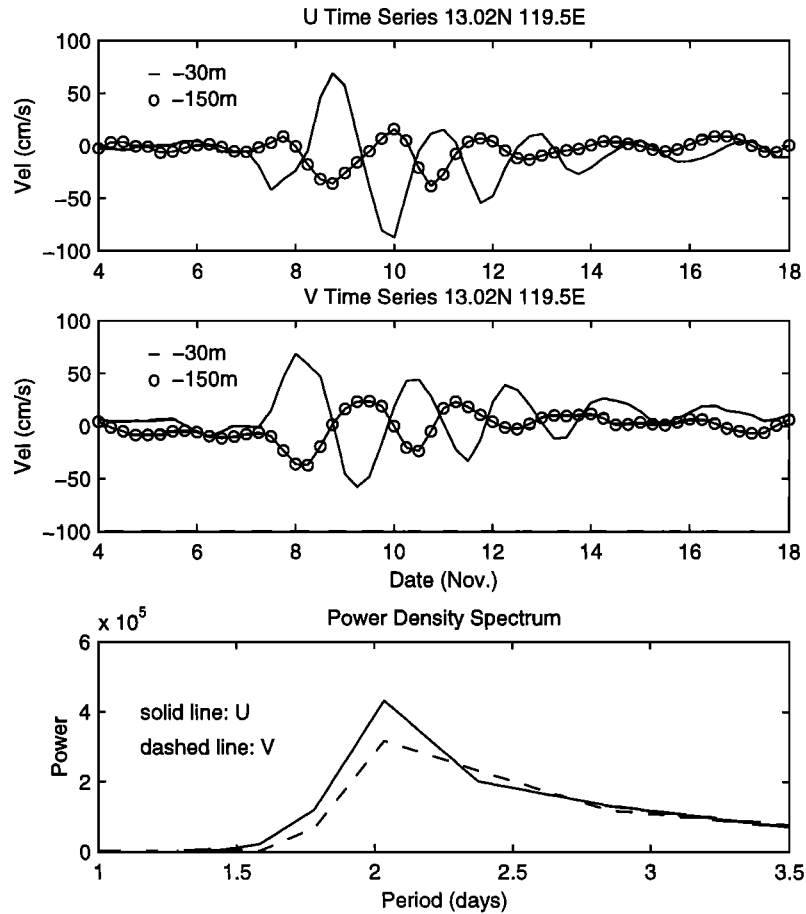 U Time Series 13.02N 119.5E
100
50
0
−50
−100
Vel (cm/s)
− −30m
o −150m
4 6 8 10 12 14 16 18
V Time Series 13.02N 119.5E
100
50
0
−50
−100
Vel (cm/s)
− −30m
o −150m
4 6 8 10 12 14 16 18
Date (Nov.)
x 10^5
Power Density Spectrum
6
4
2
0
Power
solid line: U
dashed line: V
1 1.5 2 2.5 3 3.5
Period (days)